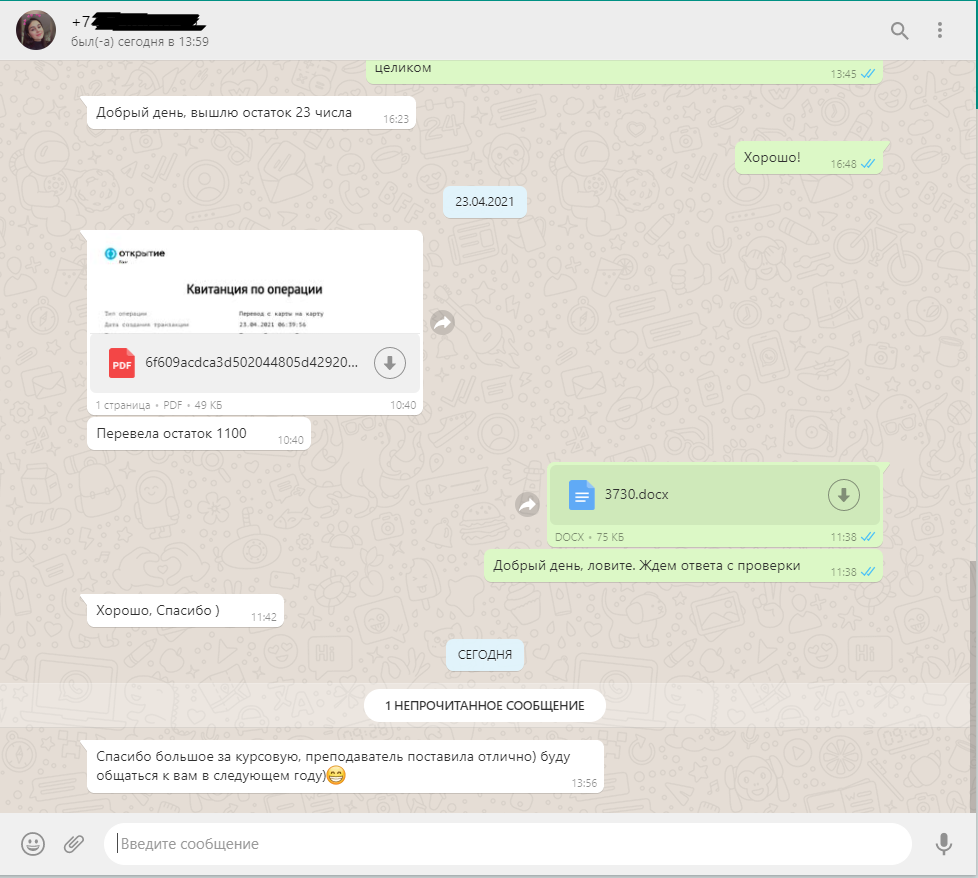 +7
был(-а) сегодня в 13:59
целиком
13:45
Добрый день, вышлю остаток 23 числа
16:23
Хорошо!
16:48
23.04.2021
открытие
Квитанция по операции
Тип операции Перевод с карты на карту
Дата создания транзакции 23.04.2021 06:39:56
PDF
6f609acdca3d502044805d42920...
1 страница • PDF • 49 КБ
10:40
Перевела остаток 1100
10:40
3730.docx
DOCX • 75 КБ
11:38
Добрый день, ловите. Ждем ответа с проверки
11:38
Хорошо, Спасибо )
11:42
СЕГОДНЯ
1 НЕПРОЧИТАННОЕ СООБЩЕНИЕ
Спасибо большое за курсовую, преподаватель поставила отлично) буду
общаться к вам в следующем году)😁
13:56
Введите сообщение